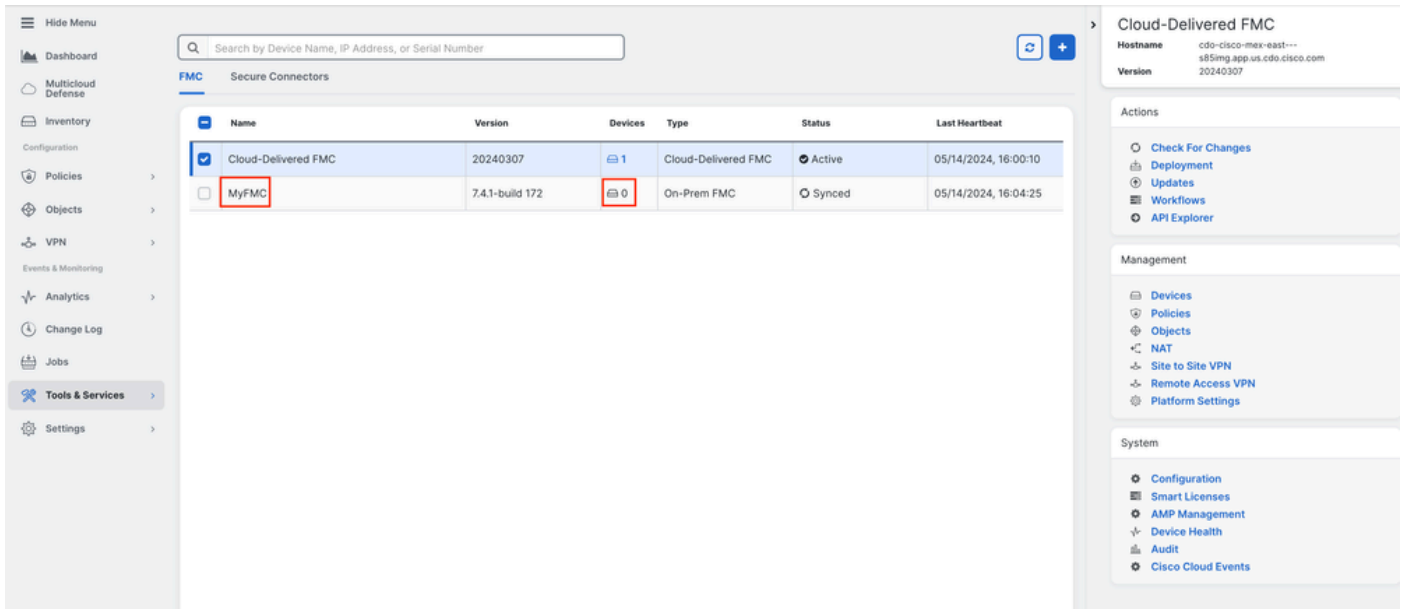 Hide Menu
Dashboard
Multicloud
Defense
Inventory
Configuration
Policies
Objects
VPN
Events & Monitoring
Analytics
Change Log
Jobs
Tools & Services
Settings
Search by Device Name, IP Address, or Serial Number
FMC Secure Connectors
Name Version Devices Type Status Last Heartbeat
Cloud-Delivered FMC 20240307 1 Cloud-Delivered FMC Active 05/14/2024, 16:00:10
MyFMC 7.4.1-build 172 0 On-Prem FMC Synced 05/14/2024, 16:04:25
Cloud-Delivered FMC
Hostname cdo-cisco-mex-east---
s85img.app.us.cdo.cisco.com
Version 20240307
Actions
Check For Changes
Deployment
Updates
Workflows
API Explorer
Management
Devices
Policies
Objects
NAT
Site to Site VPN
Remote Access VPN
Platform Settings
System
Configuration
Smart Licenses
AMP Management
Device Health
Audit
Cisco Cloud Events